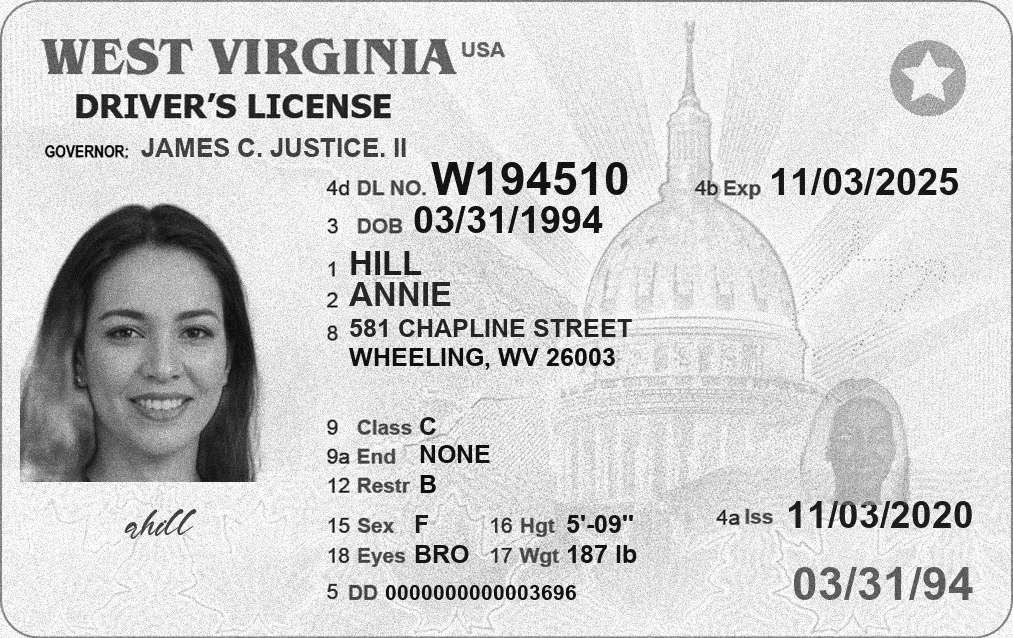 WEST VIRGINIA USA
DRIVER'S LICENSE
GOVERNOR: JAMES C. JUSTICE. II
4d DL NO. W194510 4b Exp 11/03/2025
3 DOB 03/31/1994
1 HILL
2 ANNIE
8 581 CHAPLINE STREET
WHEELING, WV 26003
9 Class C
9a End NONE
12 Restr B
15 Sex F 16 Hgt 5'-09"
4a Iss 11/03/2020
18 Eyes BRO 17 Wgt 187 lb
5 DD 0000000000003696
03/31/94
ahill